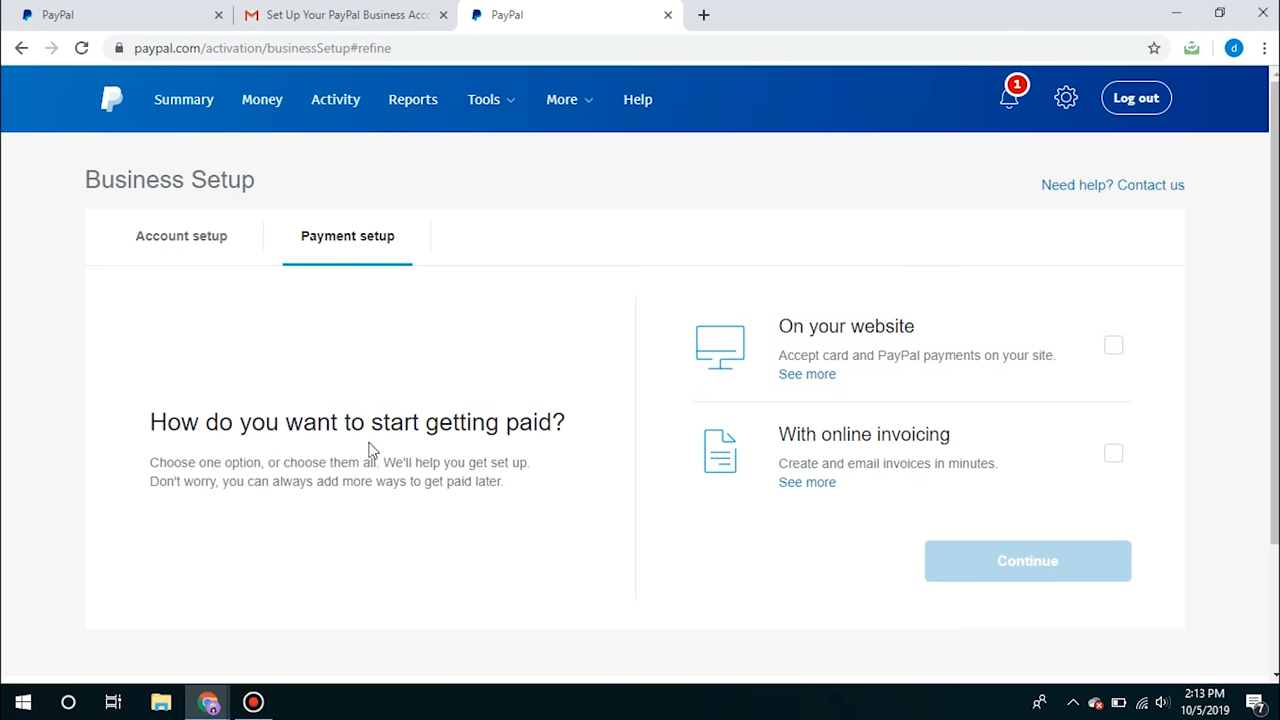 PayPal
Set Up Your PayPal Business Acc
PayPal
paypal.com/activation/businessSetup#refine
d
Summary
Money
Activity
Reports
Tools
More
Help
1
Log out
Business Setup
Need help? Contact us
Account setup
Payment setup
How do you want to start getting paid?
Choose one option, or choose them all. We'll help you get set up.
Don't worry, you can always add more ways to get paid later.
On your website
Accept card and PayPal payments on your site.
See more
With online invoicing
Create and email invoices in minutes.
See more
Continue
2:13 PM
10/5/2019
7